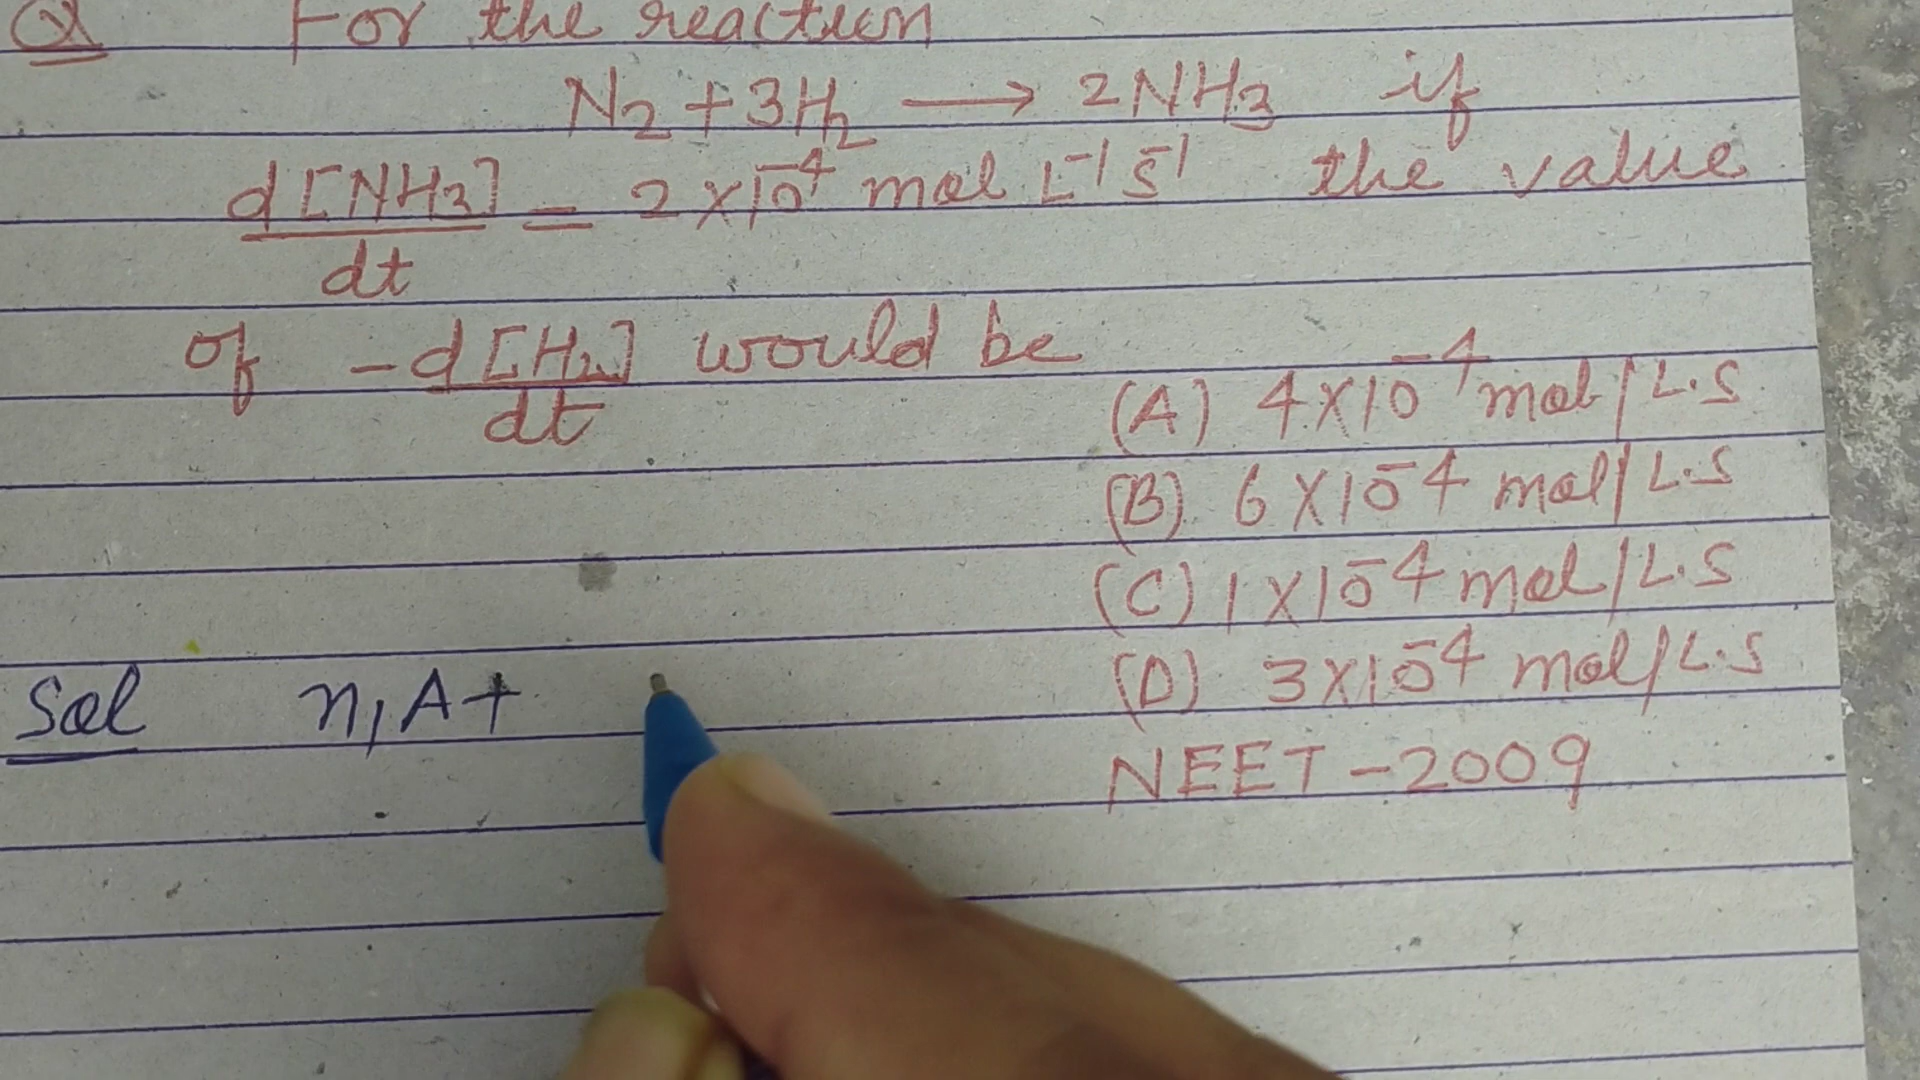 Q For the reaction
N₂ + 3H₂ ⟶ 2NH₃ if
d[NH₃]/dt = 2×10⁻⁴ mol L⁻¹ S⁻¹ the value
of -d[H₂]/dt would be
(A) 4×10⁻⁴ mol/L.S
(B) 6×10⁻⁴ mol/L.S
(C) 1×10⁻⁴ mol/L.S
(D) 3×10⁻⁴ mol/L.S
NEET-2009
Sol n₁A+